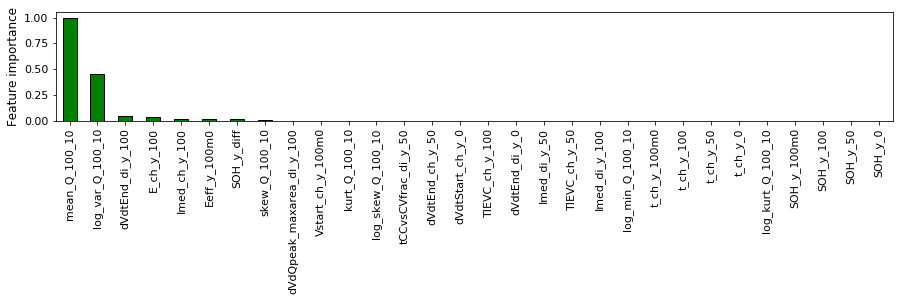 Feature importance
1.00
0.75
0.50
0.25
0.00
mean_Q_100_10
log_var_Q_100_10
dVdtEnd_di_y_100
E_ch_y_100
Imed_ch_y_100
Eeff_y_100m0
SOH_y_diff
skew_Q_100_10
dVdQpeak_maxarea_di_y_100
Vstart_ch_y_100m0
kurt_Q_100_10
log_skew_Q_100_10
tCCvsCVfrac_di_y_50
dVdtEnd_ch_y_50
dVdtStart_ch_y_0
TIEVC_ch_y_100
dVdtEnd_di_y_0
Imed_di_y_50
TIEVC_ch_y_50
Imed_di_y_100
log_min_Q_100_10
t_ch_y_100m0
t_ch_y_100
t_ch_y_50
t_ch_y_0
log_kurt_Q_100_10
SOH_y_100m0
SOH_y_100
SOH_y_50
SOH_y_0